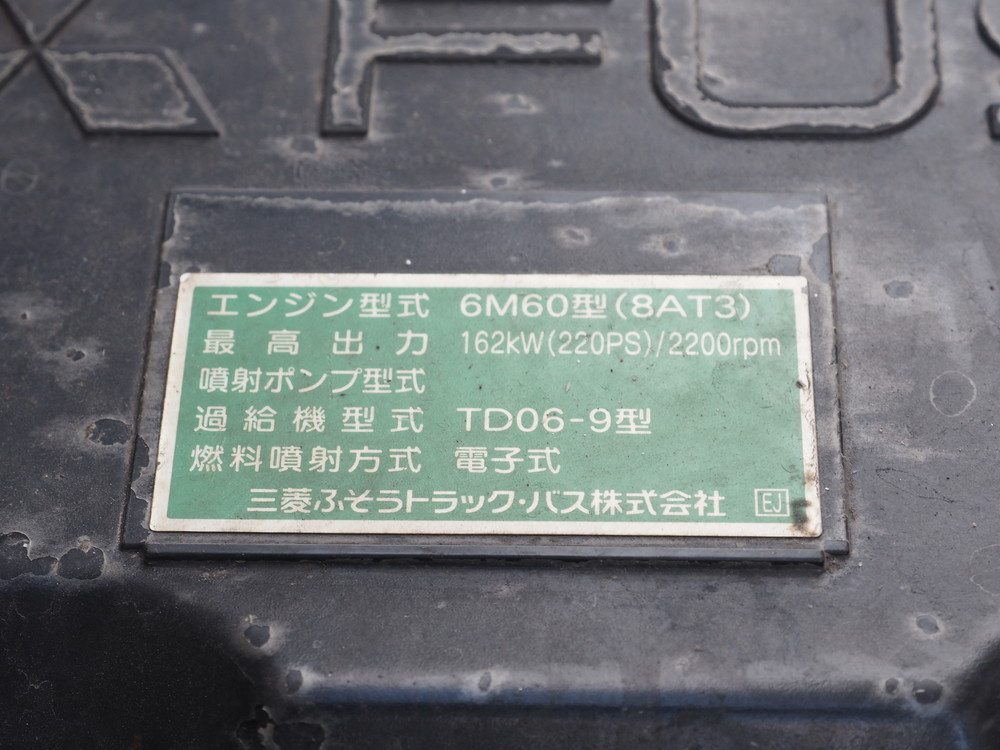 FUS
エンジン型式 6M60型(8AT3)
最高出力 162kW(220PS)/2200rpm
噴射ポンプ型式
過給機型式 TD06-9型
燃料噴射方式 電子式
三菱ふそうトラック・バス株式会社 EJ